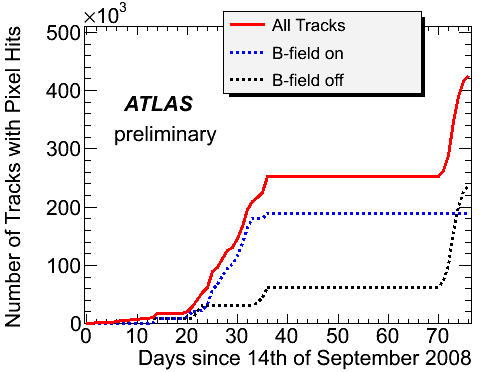 ×10³
500
400
300
200
100
0
Number of Tracks with Pixel Hits
All Tracks
B-field on
B-field off
ATLAS
preliminary
0 10 20 30 40 50 60 70
Days since 14th of September 2008